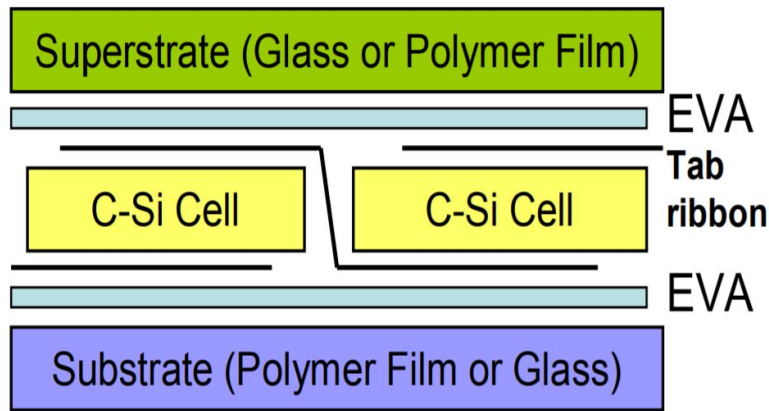 Superstrate (Glass or Polymer Film)
EVA
Tab
ribbon
C-Si Cell
C-Si Cell
EVA
Substrate (Polymer Film or Glass)